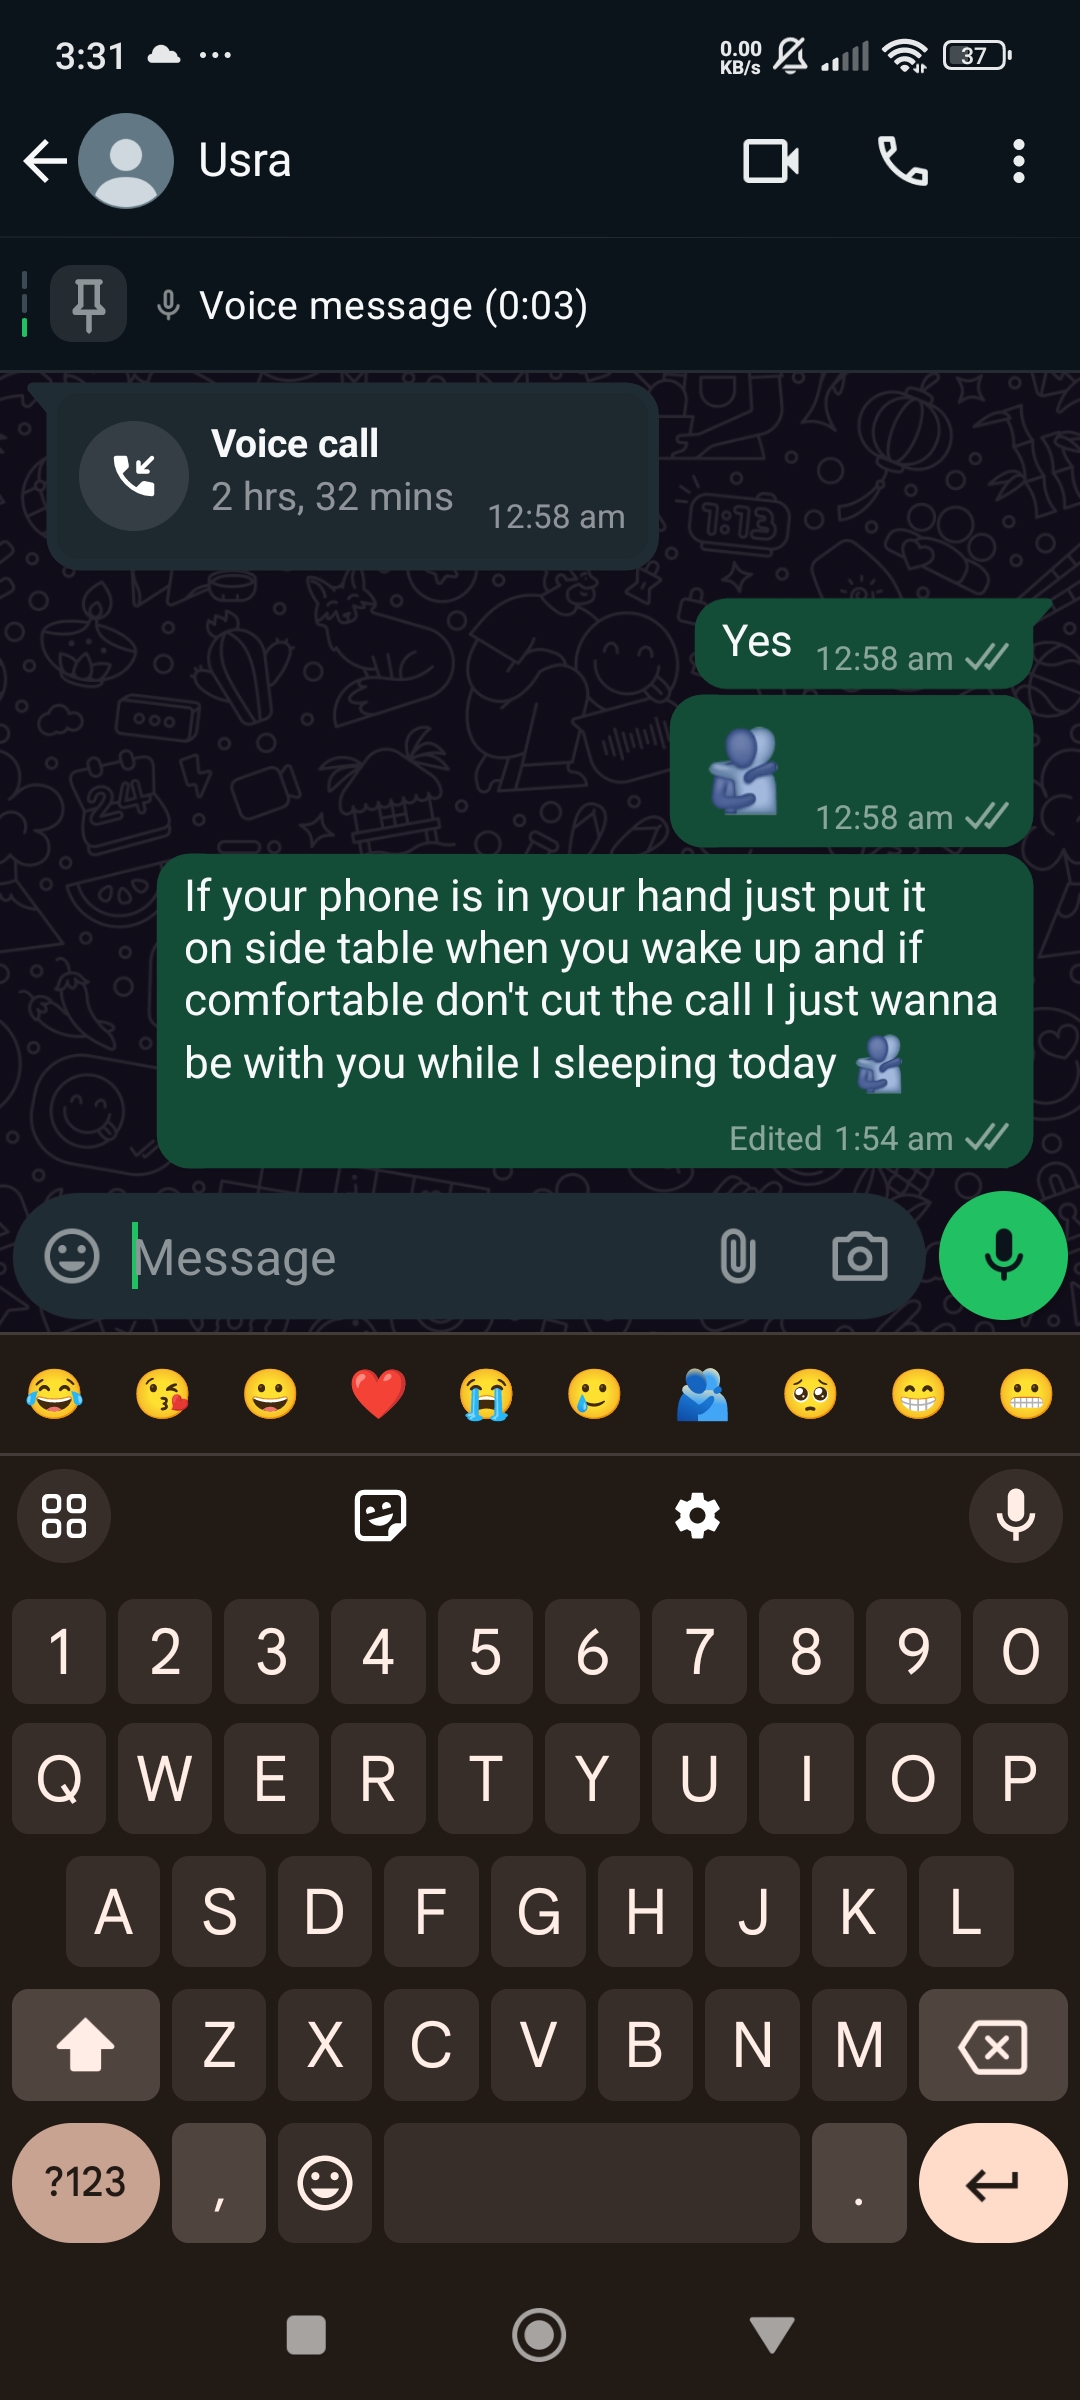 3:31
0.00
KB/s
37
Usra
Voice message (0:03)
Voice call
2 hrs, 32 mins
12:58 am
Yes
12:58 am
🫂
12:58 am
If your phone is in your hand just put it
on side table when you wake up and if
comfortable don't cut the call I just wanna
be with you while I sleeping today 🫂
Edited 1:54 am
Message
😂 😘 😀 ❤️ 😭 🥲 🫂 🥺 😁 😬
1 2 3 4 5 6 7 8 9 0
Q W E R T Y U I O P
A S D F G H J K L
Z X C V B N M
?123 , .